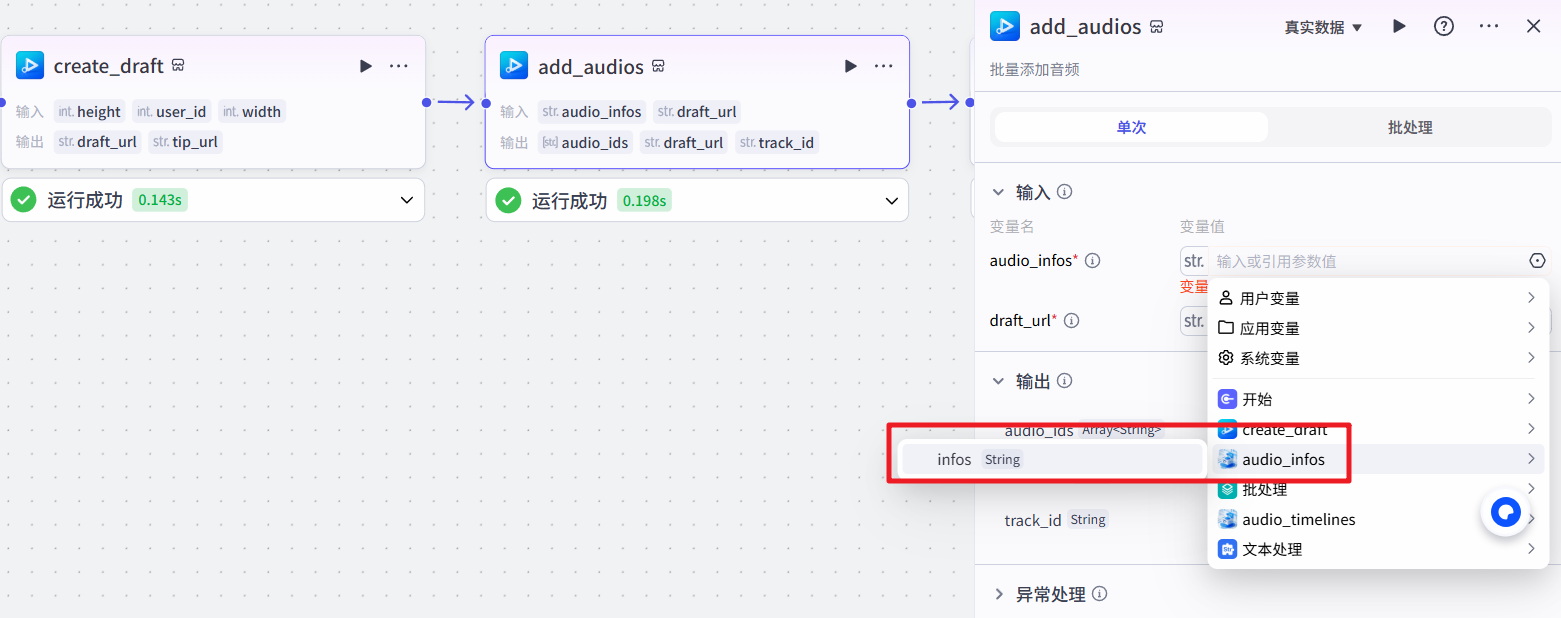 create_draft
输入 int. height int. user_id int. width
输出 str. draft_url str. tip_url
运行成功 0.143s
add_audios
输入 str. audio_infos str. draft_url
输出 [str] audio_ids str. draft_url str. track_id
运行成功 0.198s
add_audios 真实数据
批量添加音频
单次 批处理
输入
变量名 变量值
audio_infos* str. 输入或引用参数值
变量
draft_url* str.
用户变量
应用变量
系统变量
输出
开始
audio_ids Array<String>
create_draft
infos String
audio_infos
批处理
track_id String
audio_timelines
文本处理
异常处理